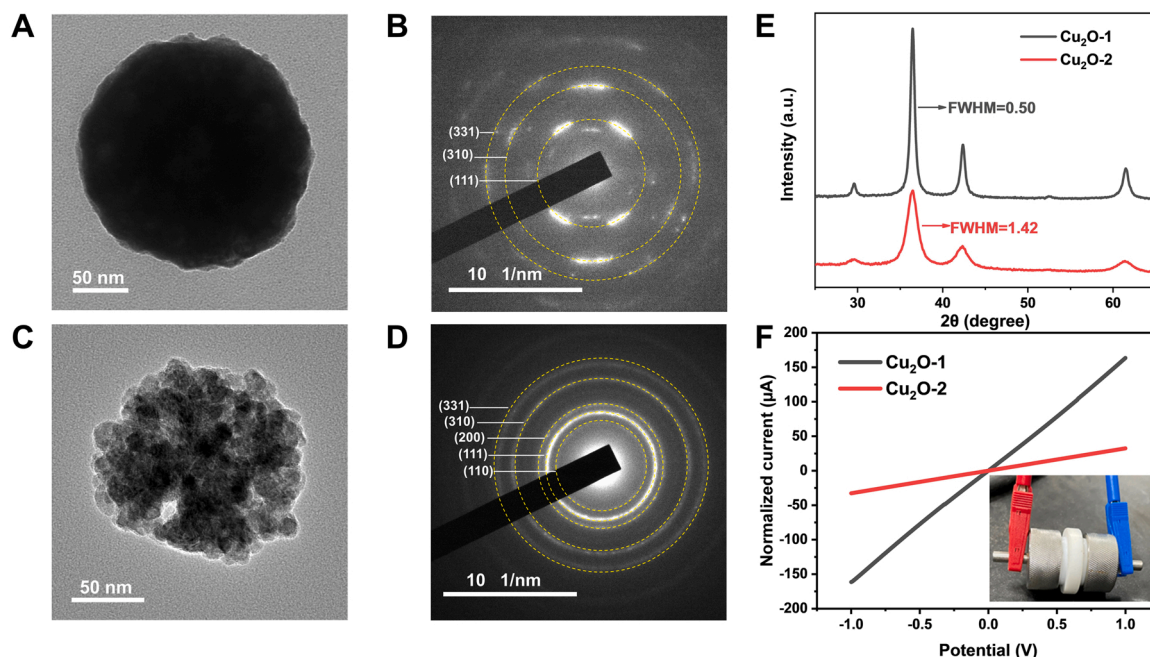 A
50 nm
B
(331)
(310)
(111)
10 1/nm
C
50 nm
D
(331)
(310)
(200)
(111)
(110)
10 1/nm
E
Cu₂O-1
Cu₂O-2
FWHM=0.50
FWHM=1.42
Intensity (a.u.)
30 40 50 60
2θ (degree)
F
Cu₂O-1
Cu₂O-2
Normalized current (μA)
200
150
100
50
0
-50
-100
-150
-200
-1.0 -0.5 0.0 0.5 1.0
Potential (V)